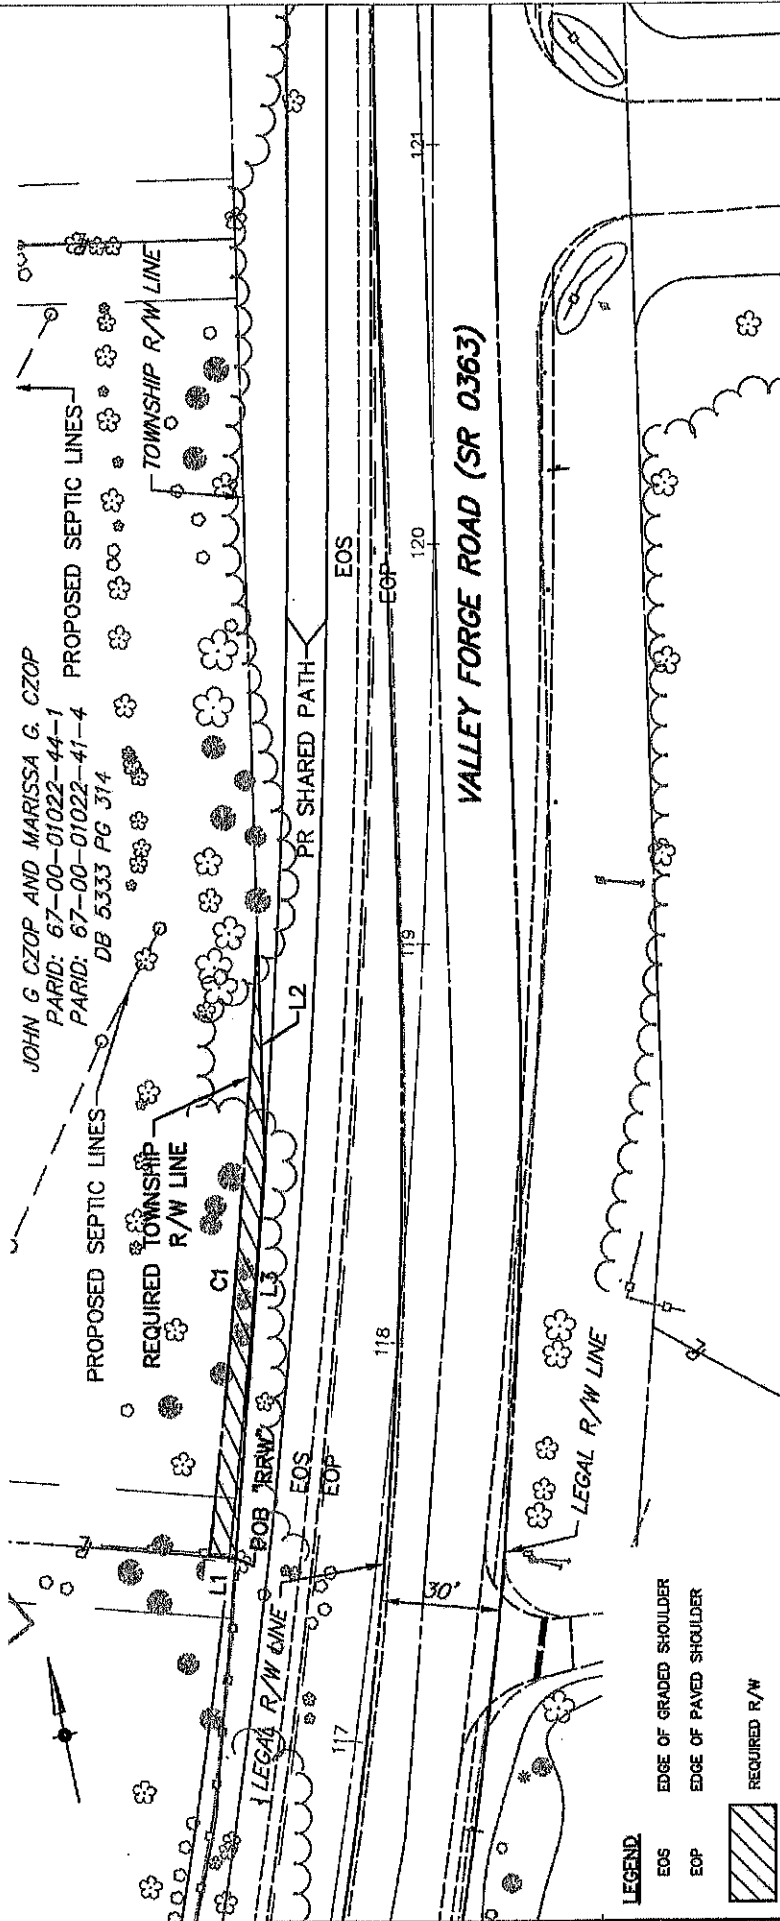 JOHN G CZOP AND MARISSA G. CZOP
PARID: 67-00-01022-44-1
PARID: 67-00-01022-41-4
DB 5333 PG 314
PROPOSED SEPTIC LINES
PROPOSED SEPTIC LINES
TOWNSHIP R/W LINE
REQUIRED TOWNSHIP
R/W LINE
C1
L1
L2
L3
POB "RRW"
PR SHARED PATH
EOS
EOP
EOS
EOP
LEGAL R/W LINE
117
118
119
120
121
30'
VALLEY FORGE ROAD (SR 0363)
LEGAL R/W LINE
LEGEND
EOS EDGE OF GRADED SHOULDER
EOP EDGE OF PAVED SHOULDER
REQUIRED R/W